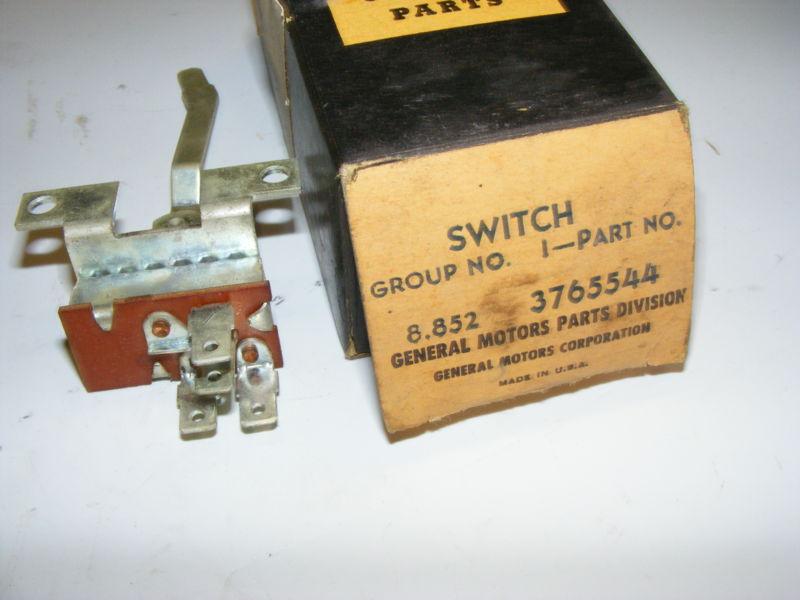 PARTS
SWITCH
GROUP NO. 1—PART NO.
8.852 3765544
GENERAL MOTORS PARTS DIVISION
GENERAL MOTORS CORPORATION
MADE IN U.S.A.